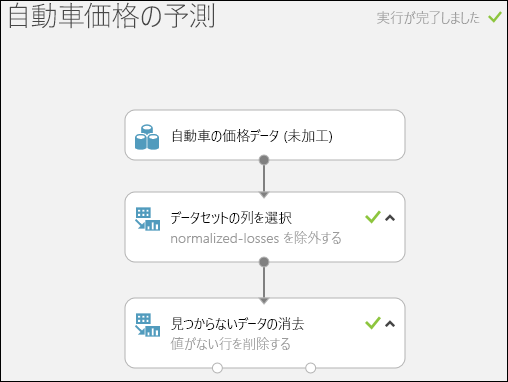 自動車価格の予測
実行が完了しました
自動車の価格データ (未加工)
データセットの列を選択
normalized-losses を除外する
見つからないデータの消去
値がない行を削除する